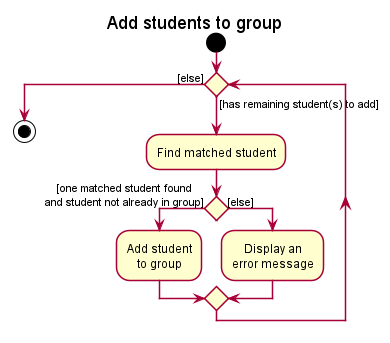 Add students to group
[else]
[has remaining student(s) to add]
Find matched student
[one matched student found
and student not already in group]
[else]
Add student
to group
Display an
error message